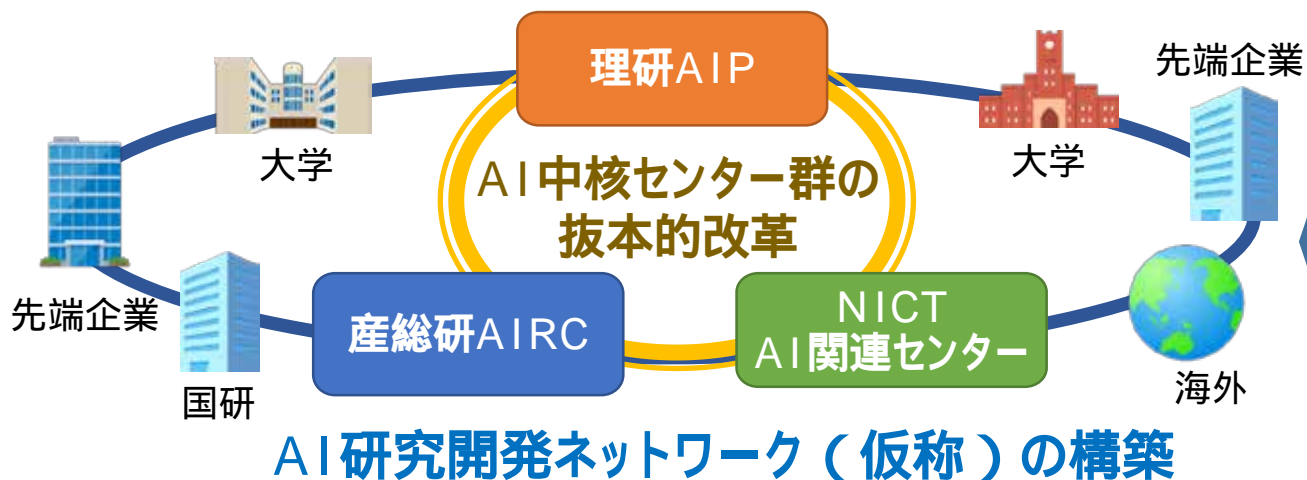 理研AIP
先端企業
大学
大学
AI中核センター群の
抜本的改革
先端企業
産総研AIRC
NICT
AI関連センター
国研
海外
AI研究開発ネットワーク（仮称）の構築